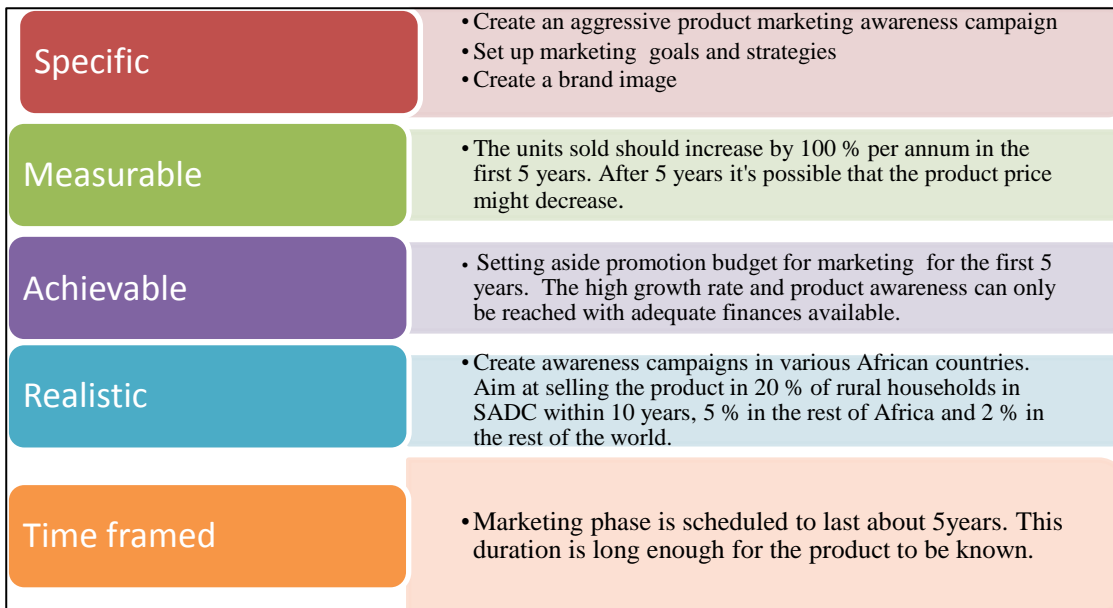 Specific
• Create an aggressive product marketing awareness campaign
• Set up marketing goals and strategies
• Create a brand image
Measurable
• The units sold should increase by 100 % per annum in the
first 5 years. After 5 years it's possible that the product price
might decrease.
Achievable
• Setting aside promotion budget for marketing for the first 5
years. The high growth rate and product awareness can only
be reached with adequate finances available.
Realistic
• Create awareness campaigns in various African countries.
Aim at selling the product in 20 % of rural households in
SADC within 10 years, 5 % in the rest of Africa and 2 % in
the rest of the world.
Time framed
• Marketing phase is scheduled to last about 5years. This
duration is long enough for the product to be known.